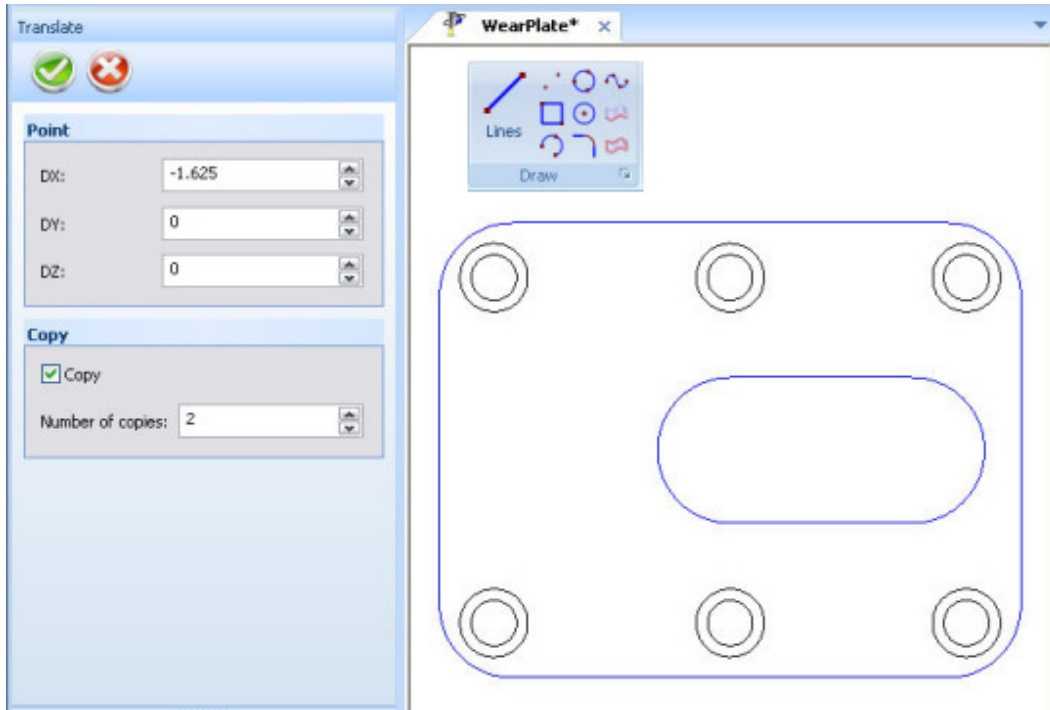 Translate
WearPlate*
Point
DX: -1.625
DY: 0
DZ: 0
Copy
Copy
Number of copies: 2
Lines
Draw